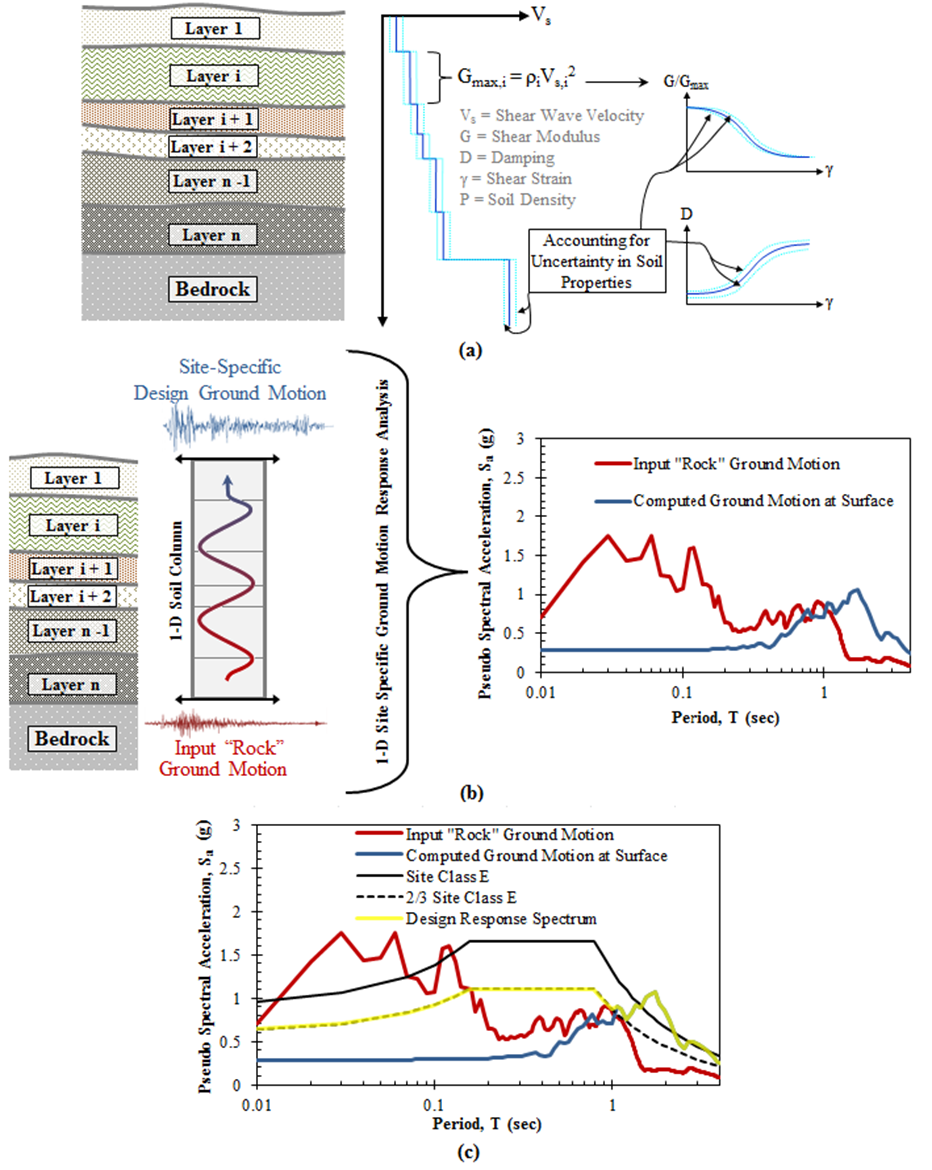 Layer 1
Layer i
Layer i + 1
Layer i + 2
Layer n -1
Layer n
Bedrock
Vs
Gmax,i = ρiVs,i2
Vs = Shear Wave Velocity
G = Shear Modulus
D = Damping
γ = Shear Strain
P = Soil Density
G/Gmax
γ
D
γ
Accounting for
Uncertainty in Soil
Properties
(a)
Site-Specific
Design Ground Motion
Layer 1
Layer i
Layer i + 1
Layer i + 2
Layer n -1
Layer n
Bedrock
1-D Soil Column
Input “Rock”
Ground Motion
1-D Site Specific Ground Motion Response Analysis
Pseudo Spectral Acceleration, Sa (g)
3
2.5
2
1.5
1
0.5
0
Input "Rock" Ground Motion
Computed Ground Motion at Surface
0.01
0.1
1
Period, T (sec)
(b)
Pseudo Spectral Acceleration, Sa (g)
3
2.5
2
1.5
1
0.5
0
Input "Rock" Ground Motion
Computed Ground Motion at Surface
Site Class E
2/3 Site Class E
Design Response Spectrum
0.01
0.1
1
Period, T (sec)
(c)